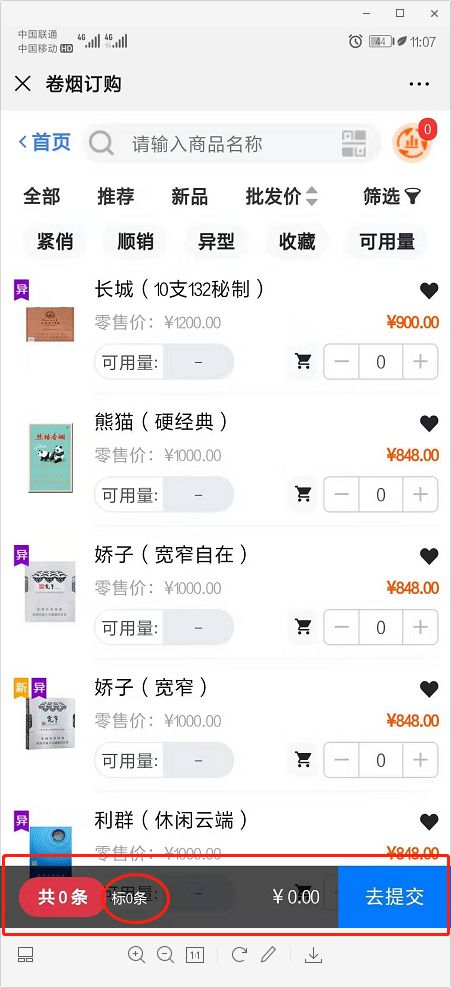 中国联通
中国移动 HD
4G 4G
44 11:07
卷烟订购
首页
请输入商品名称
0
全部 推荐 新品 批发价 筛选
紧俏 顺销 异型 收藏 可用量
异
长城（10支132秘制）
零售价： ¥1200.00 ¥900.00
可用量: - 0
熊猫（硬经典）
零售价： ¥1000.00 ¥848.00
可用量: - 0
异
娇子（宽窄自在）
零售价： ¥1000.00 ¥848.00
可用量: - 0
新 异
娇子（宽窄）
零售价： ¥1000.00 ¥848.00
可用量: - 0
异
利群（休闲云端）
零售价： ¥1000.00 ¥848.00
共 0 条 标0条 ¥ 0.00 去提交
1:1